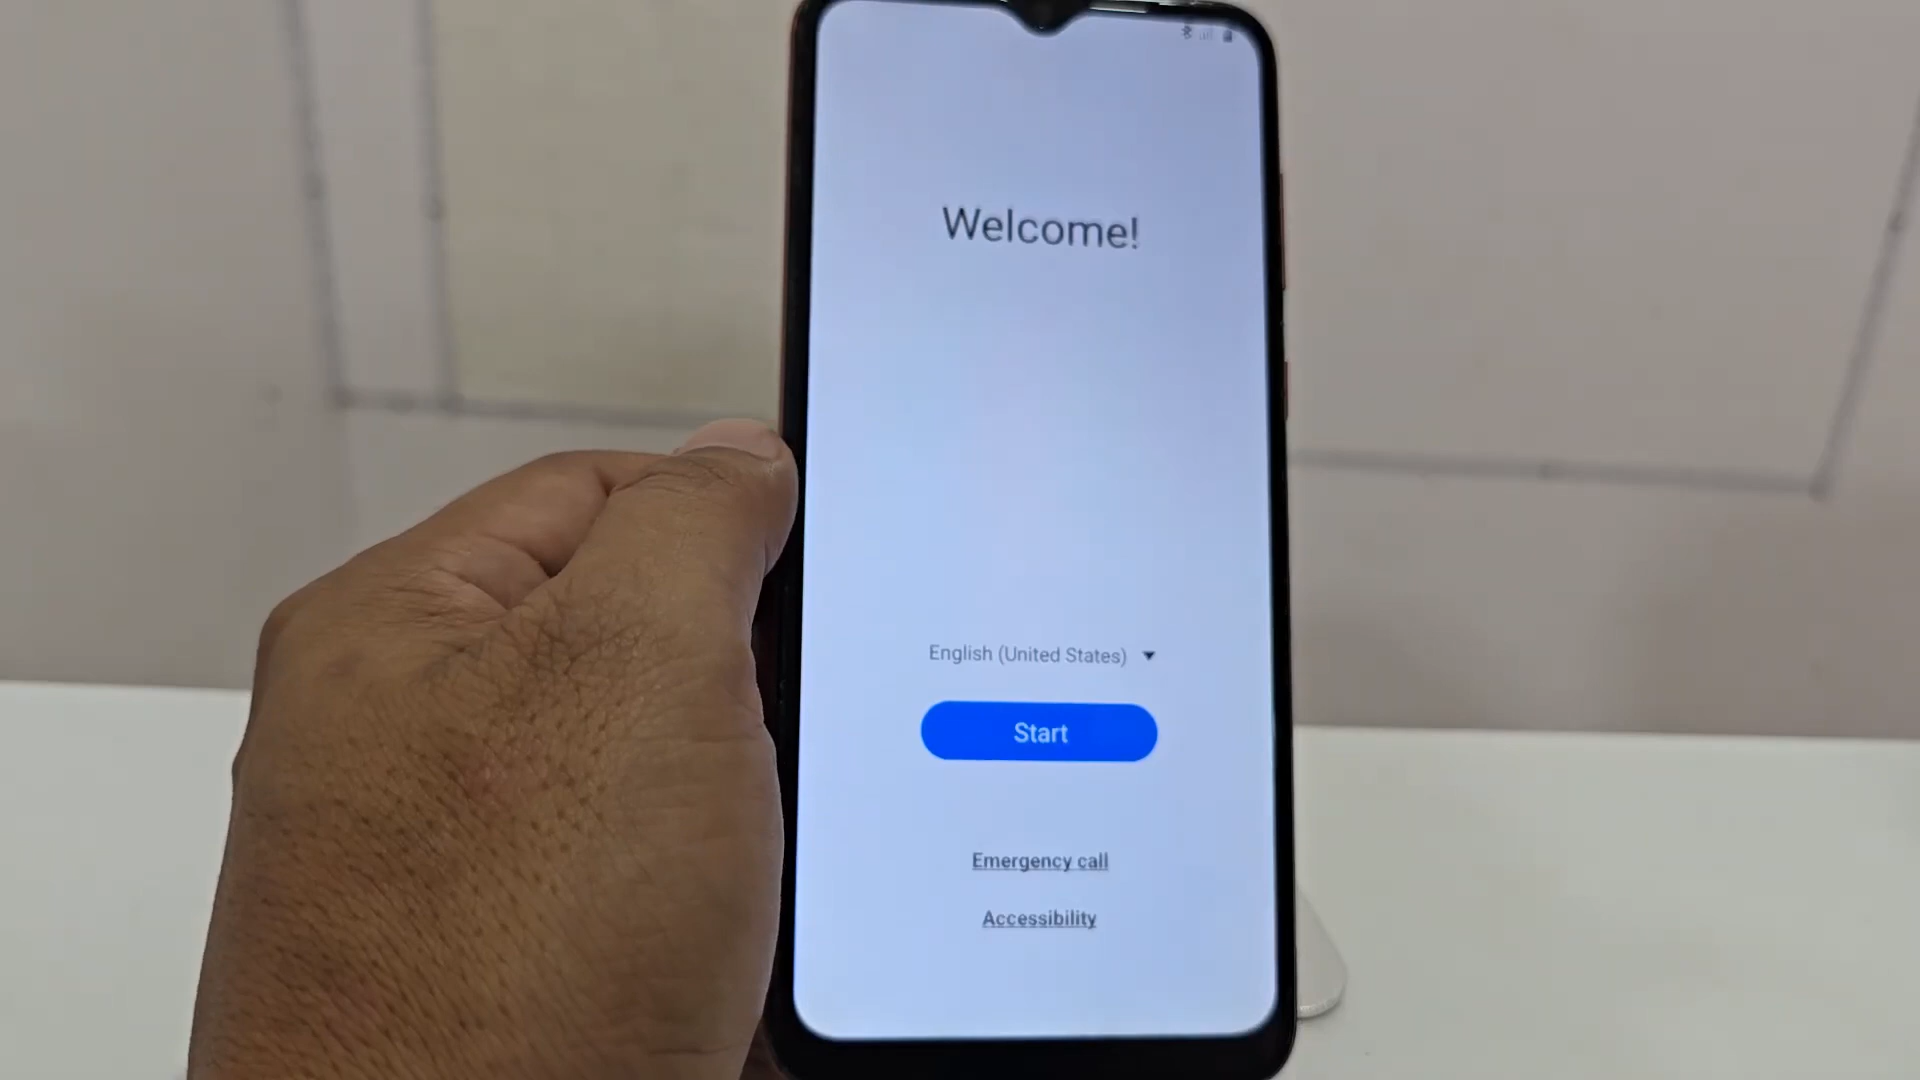 Welcome!
English (United States)
Start
Emergency call
Accessibility